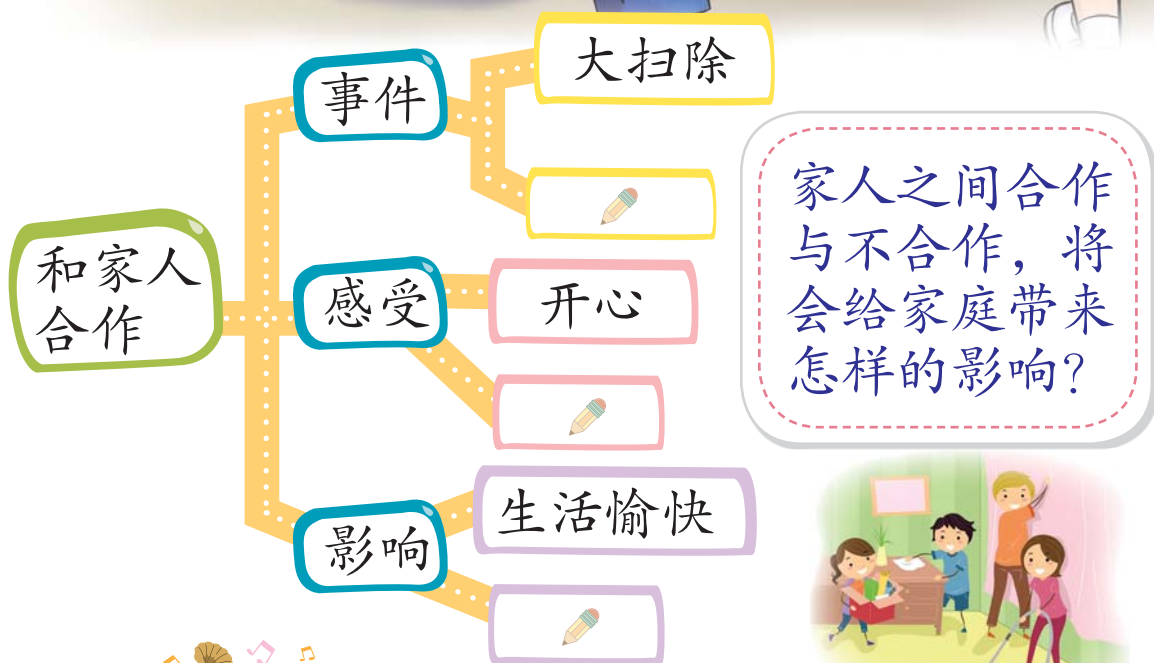 和家人
合作
事件
大扫除
感受
开心
影响
生活愉快
家人之间合作
与不合作，将
会给家庭带来
怎样的影响？